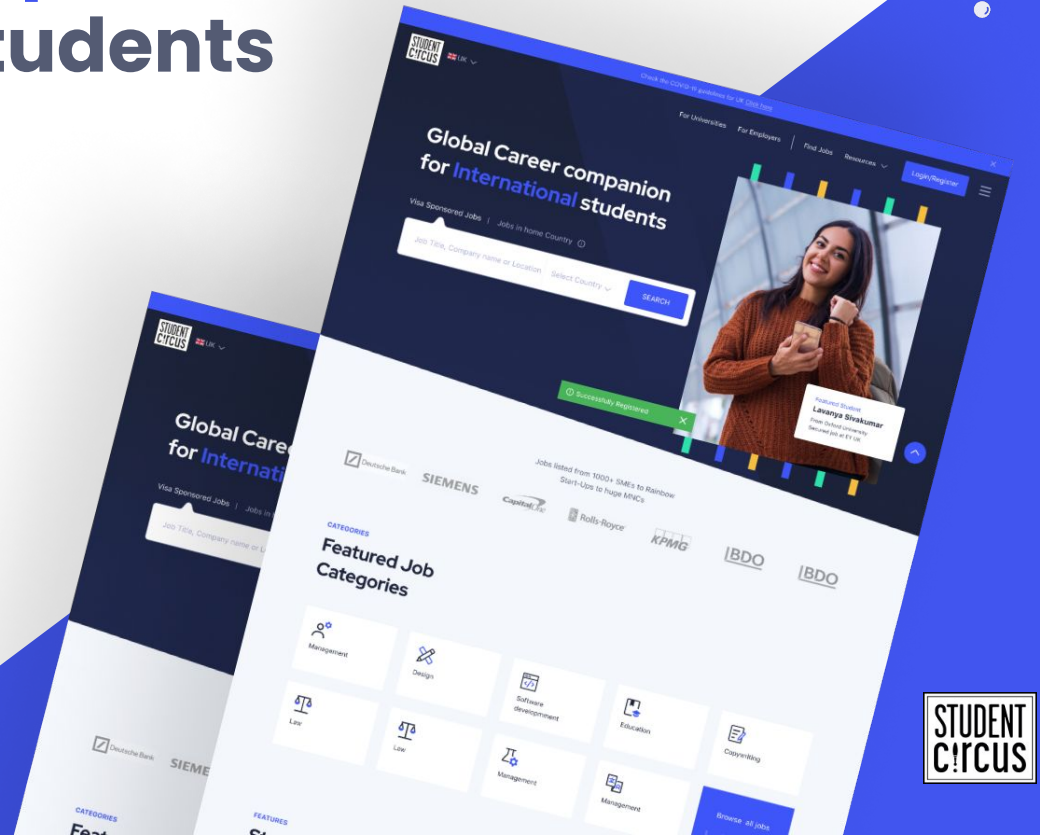 tudents
STUDENT
C!rCUS
UK
Check the COVID-19 guidelines for UK Click here
For Universities
For Employers
Find Jobs
Resources
Login/Register
Global Career companion
for International students
Visa Sponsored Jobs | Jobs in home Country
Job Title, Company name or Location
Select Country
SEARCH
Successfully Registered
Featured Student
Lavanya Sivakumar
From Oxford University
Secured job at EY UK
Jobs listed from 1000+ SMEs to Rainbow
Start-Ups to huge MNCs
Deutsche Bank
SIEMENS
Capital One
Rolls-Royce
KPMG
BDO
BDO
CATEGORIES
Featured Job
Categories
Management
Design
Software
development
Education
Copywriting
Law
Law
Management
Management
Browse all jobs
FEATURES
STUDENT
C!rCUS
UK
Global Caree
for Internati
Visa Sponsored Jobs | Jobs in
Job Title, Company name or L
Deutsche Bank
SIEME
CATEGORIES
STUDENT
C!rCUS